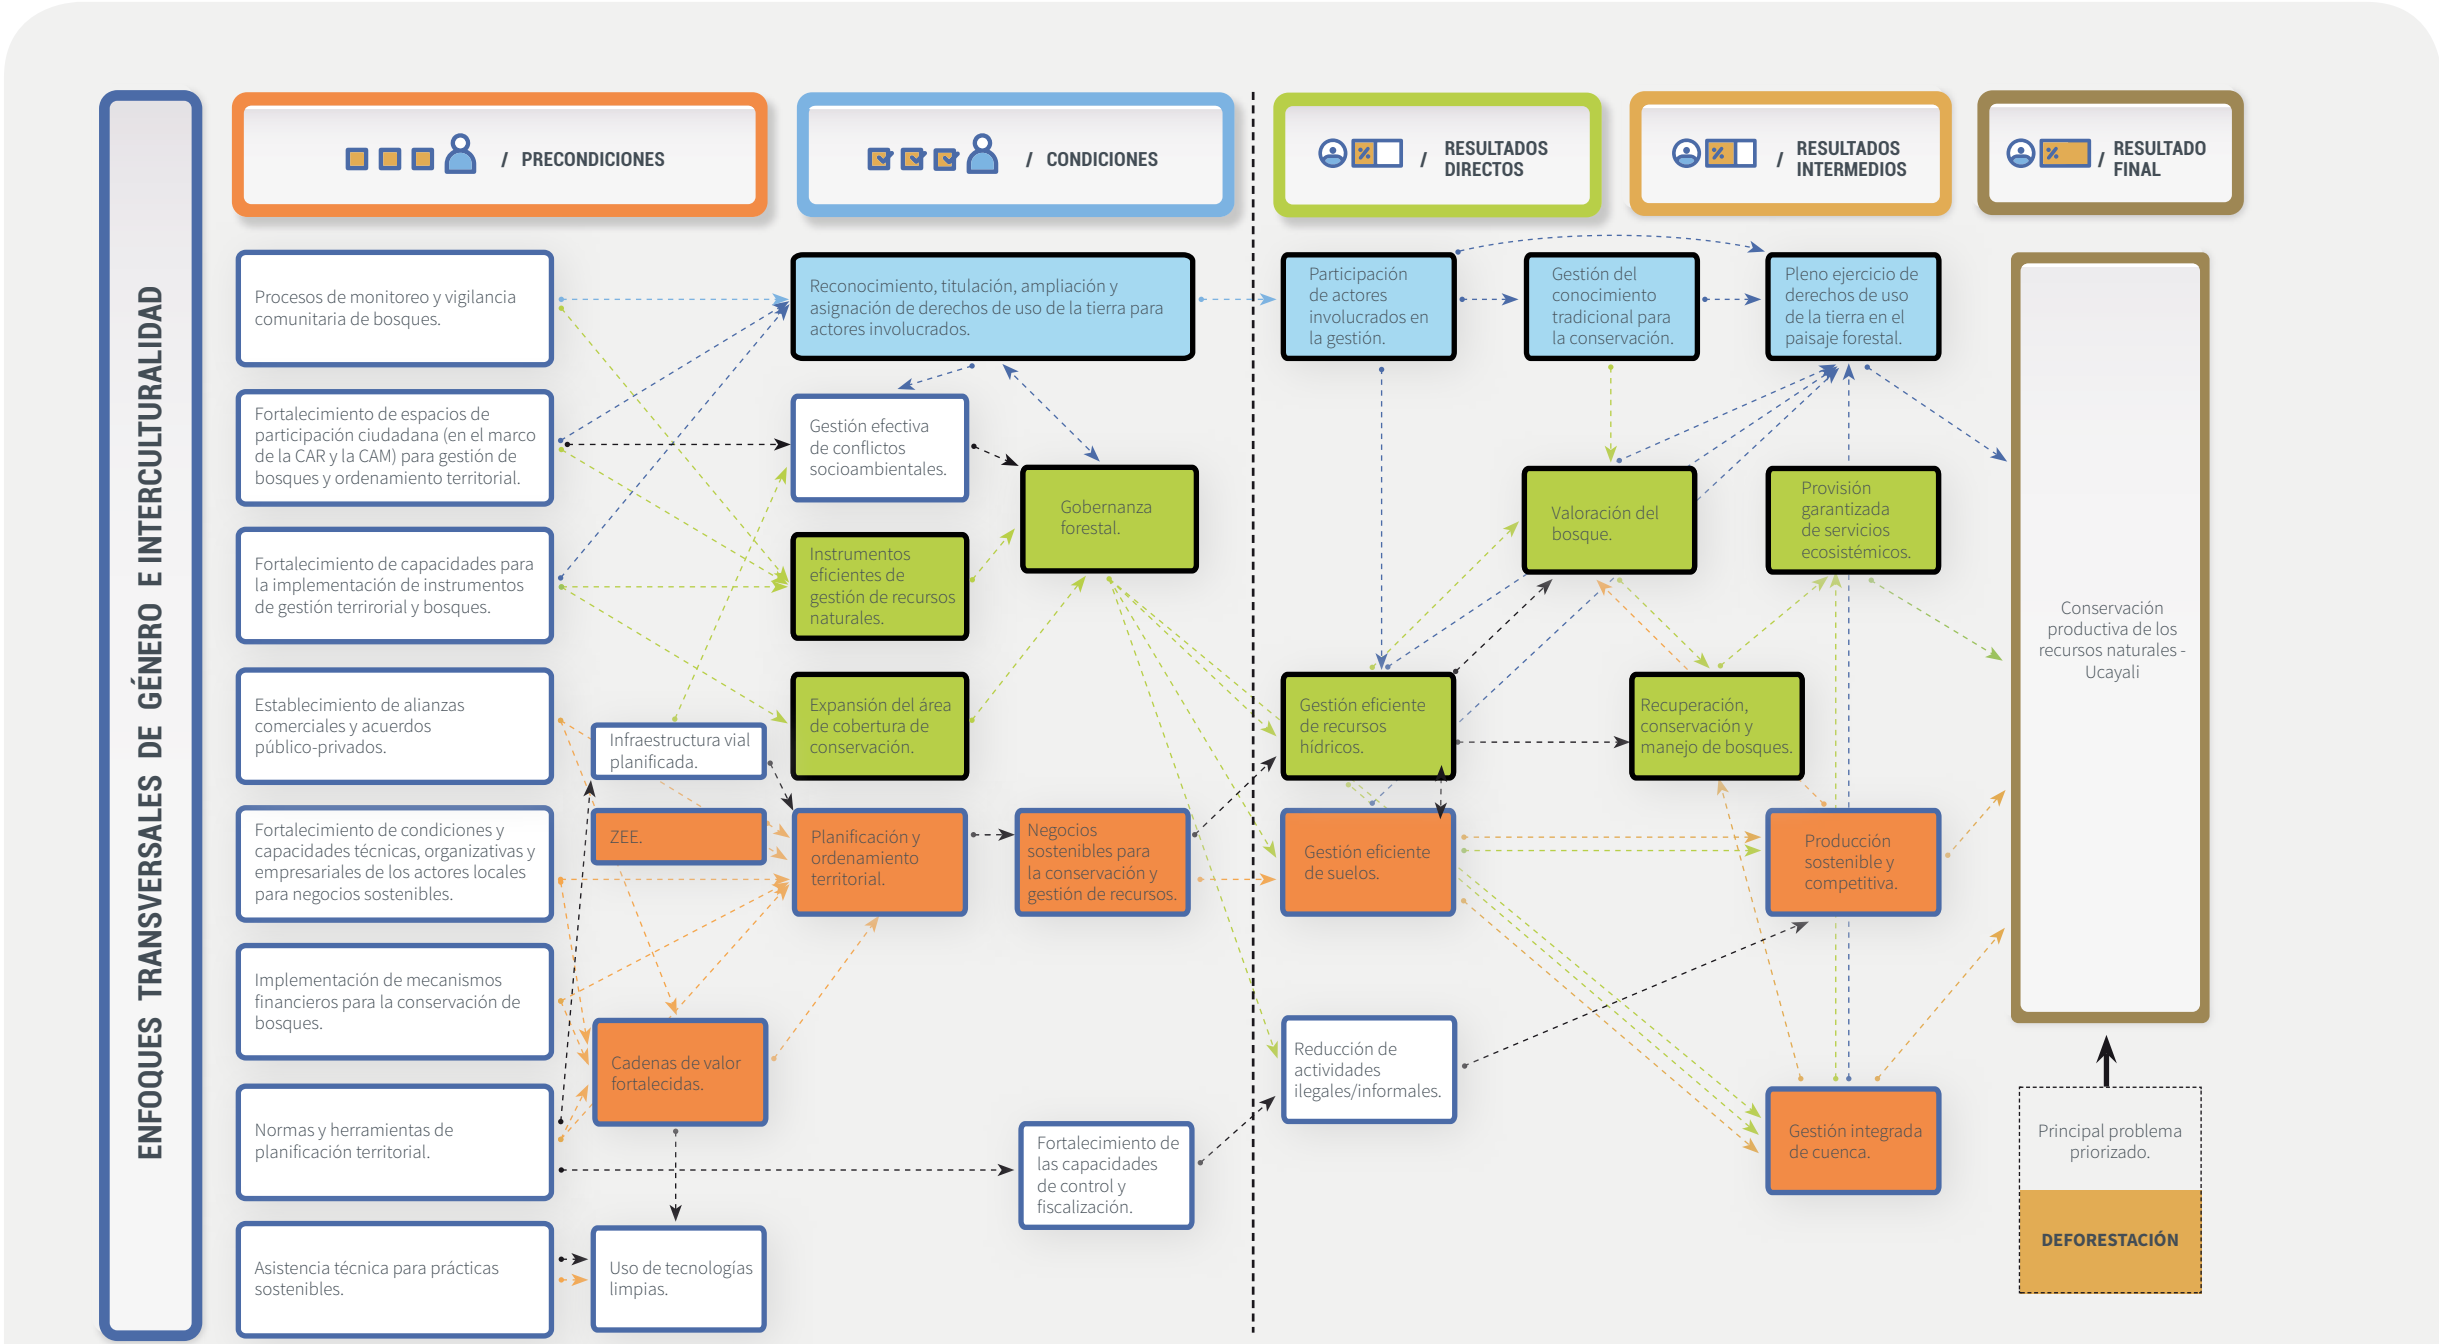 ENFOQUES TRANSVERSALES DE GÉNERO E INTERCULTURALIDAD
/ PRECONDICIONES
/ CONDICIONES
/ RESULTADOS
DIRECTOS
/ RESULTADOS
INTERMEDIOS
/ RESULTADO
FINAL
Procesos de monitoreo y vigilancia
comunitaria de bosques.
Fortalecimiento de espacios de
participación ciudadana (en el marco
de la CAR y la CAM) para gestión de
bosques y ordenamiento territorial.
Fortalecimiento de capacidades para
la implementación de instrumentos
de gestión terrirorial y bosques.
Establecimiento de alianzas
comerciales y acuerdos
público-privados.
Fortalecimiento de condiciones y
capacidades técnicas, organizativas y
empresariales de los actores locales
para negocios sostenibles.
Implementación de mecanismos
financieros para la conservación de
bosques.
Normas y herramientas de
planificación territorial.
Asistencia técnica para prácticas
sostenibles.
Infraestructura vial
planificada.
ZEE.
Cadenas de valor
fortalecidas.
Uso de tecnologías
limpias.
Reconocimiento, titulación, ampliación y
asignación de derechos de uso de la tierra para
actores involucrados.
Gestión efectiva
de conflictos
socioambientales.
Gobernanza
forestal.
Instrumentos
eficientes de
gestión de recursos
naturales.
Expansión del área
de cobertura de
conservación.
Planificación y
ordenamiento
territorial.
Negocios
sostenibles para
la conservación y
gestión de recursos.
Fortalecimiento de
las capacidades
de control y
fiscalización.
Participación
de actores
involucrados en
la gestión.
Gestión del
conocimiento
tradicional para
la conservación.
Pleno ejercicio de
derechos de uso
de la tierra en el
paisaje forestal.
Valoración del
bosque.
Provisión
garantizada
de servicios
ecosistémicos.
Gestión eficiente
de recursos
hídricos.
Recuperación,
conservación y
manejo de bosques.
Gestión eficiente
de suelos.
Producción
sostenible y
competitiva.
Reducción de
actividades
ilegales/informales.
Gestión integrada
de cuenca.
Conservación
productiva de los
recursos naturales -
Ucayali
Principal problema
priorizado.
DEFORESTACIÓN